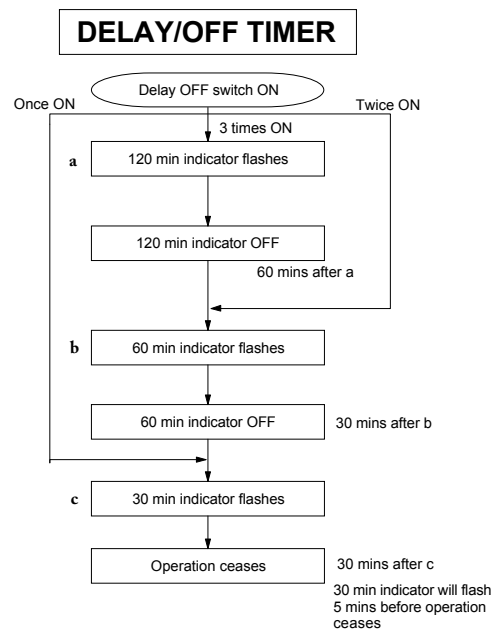 DELAY/OFF TIMER
Delay OFF switch ON
Once ON
Twice ON
3 times ON
a
120 min indicator flashes
120 min indicator OFF
60 mins after a
b
60 min indicator flashes
60 min indicator OFF
30 mins after b
c
30 min indicator flashes
Operation ceases
30 mins after c
30 min indicator will flash
5 mins before operation
ceases